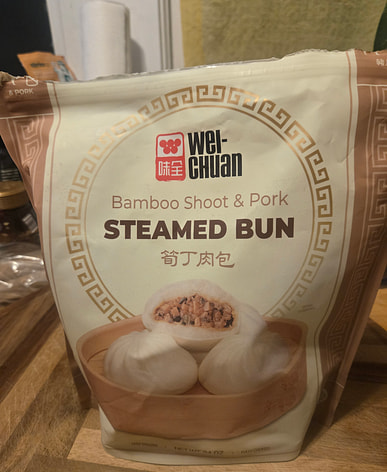 & PORK
味全
Wei-
CHUAN
Bamboo Shoot & Pork
STEAMED BUN
筍丁肉包